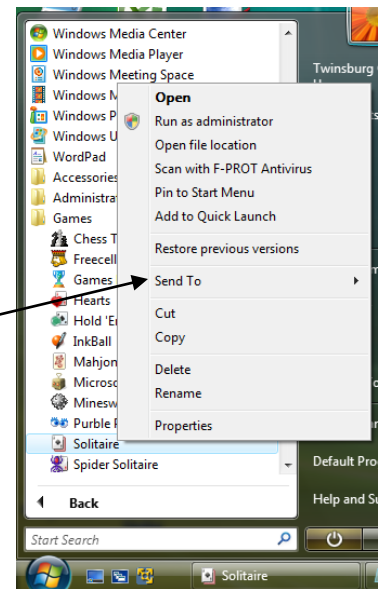 Windows Media Center
Windows Media Player
Windows Meeting Space
Windows M
Windows P
Windows U
WordPad
Accessories
Administra
Games
Chess T
Freecell
Games
Hearts
Hold 'E
InkBall
Mahjon
Microso
Minesw
Purble P
Solitaire
Spider Solitaire
Back
Start Search
Open
Run as administrator
Open file location
Scan with F-PROT Antivirus
Pin to Start Menu
Add to Quick Launch
Restore previous versions
Send To
Cut
Copy
Delete
Rename
Properties
Twinsburg
Default Pro
Help and Su
Solitaire